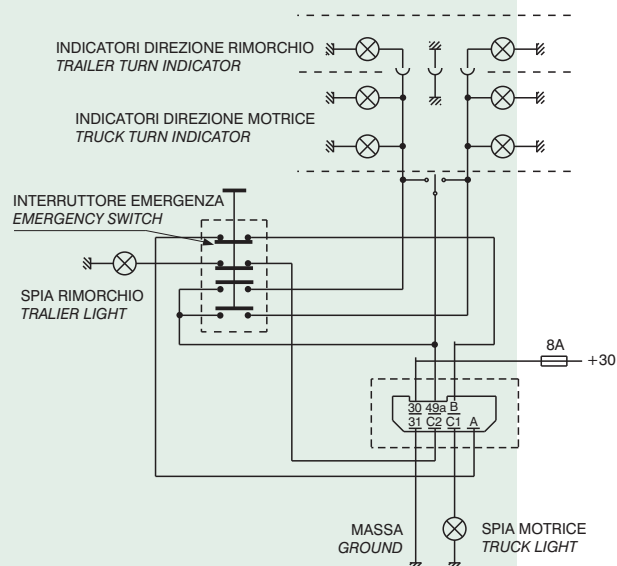 INDICATORI DIREZIONE RIMORCHIO
TRAILER TURN INDICATOR
INDICATORI DIREZIONE MOTRICE
TRUCK TURN INDICATOR
INTERRUTTORE EMERGENZA
EMERGENCY SWITCH
SPIA RIMORCHIO
TRALIER LIGHT
8A
+30
30 49a B
31 C2 C1 A
MASSA
GROUND
SPIA MOTRICE
TRUCK LIGHT